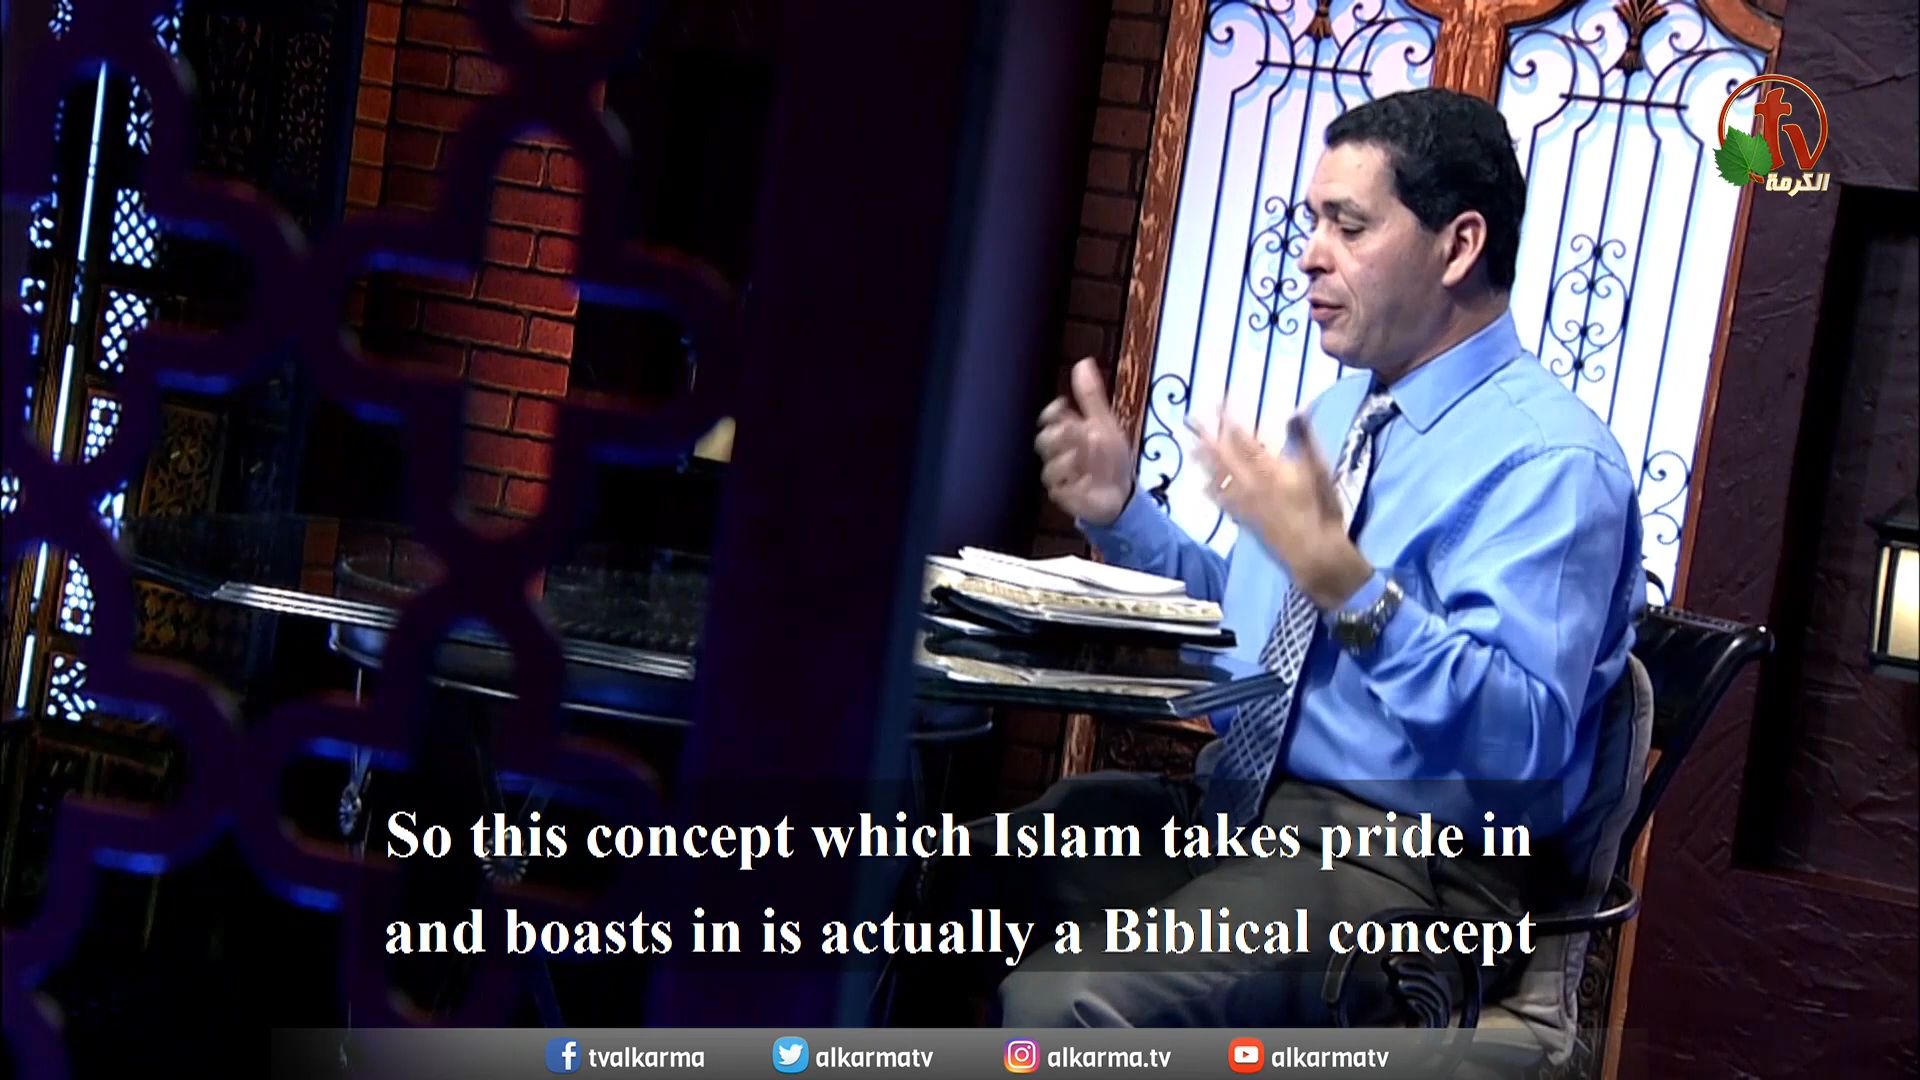 tv
الكرمة
So this concept which Islam takes pride in
and boasts in is actually a Biblical concept
tvalkarma
alkarmatv
alkarma.tv
alkarmatv